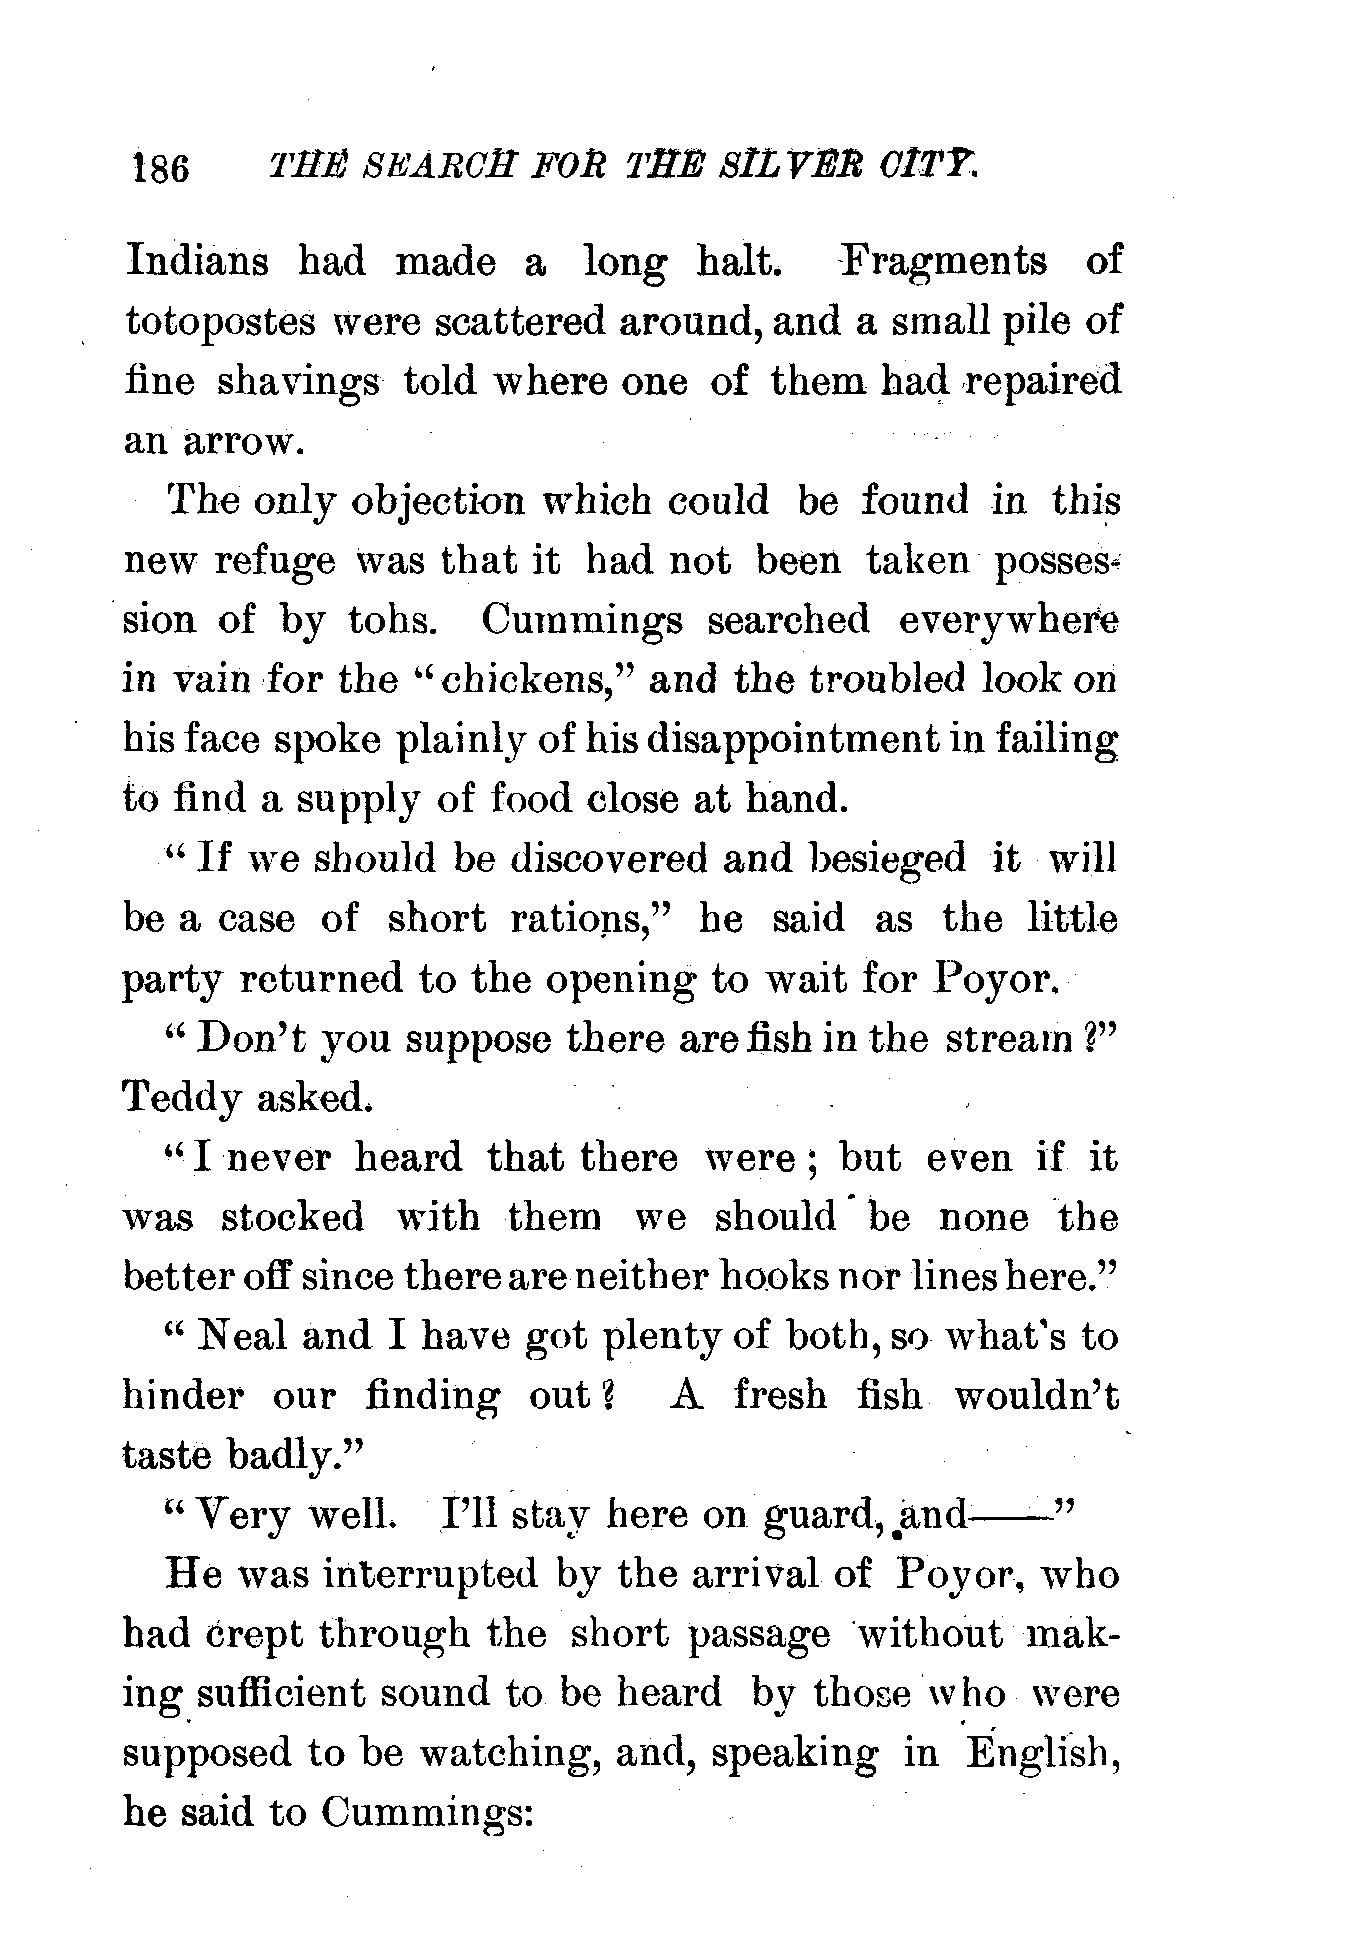 186 THE SEARCH FOR THE SILVER CITY.
Indians had made a long halt. Fragments of
totopostes were scattered around, and a small pile of
fine shavings told where one of them had repaired
an arrow.
The only objection which could be found in this
new refuge was that it had not been taken posses-
sion of by tohs. Cummings searched everywhere
in vain for the "chickens," and the troubled look on
his face spoke plainly of his disappointment in failing
to find a supply of food close at hand.
"If we should be discovered and besieged it will
be a case of short rations," he said as the little
party returned to the opening to wait for Poyor.
"Don't you suppose there are fish in the stream?"
Teddy asked.
"I never heard that there were; but even if it
was stocked with them we should be none the
better off since there are neither hooks nor lines here."
"Neal and I have got plenty of both, so what's to
hinder our finding out? A fresh fish wouldn't
taste badly."
"Very well. I'll stay here on guard, and——"
He was interrupted by the arrival of Poyor, who
had crept through the short passage without mak-
ing sufficient sound to be heard by those who were
supposed to be watching, and, speaking in English,
he said to Cummings: